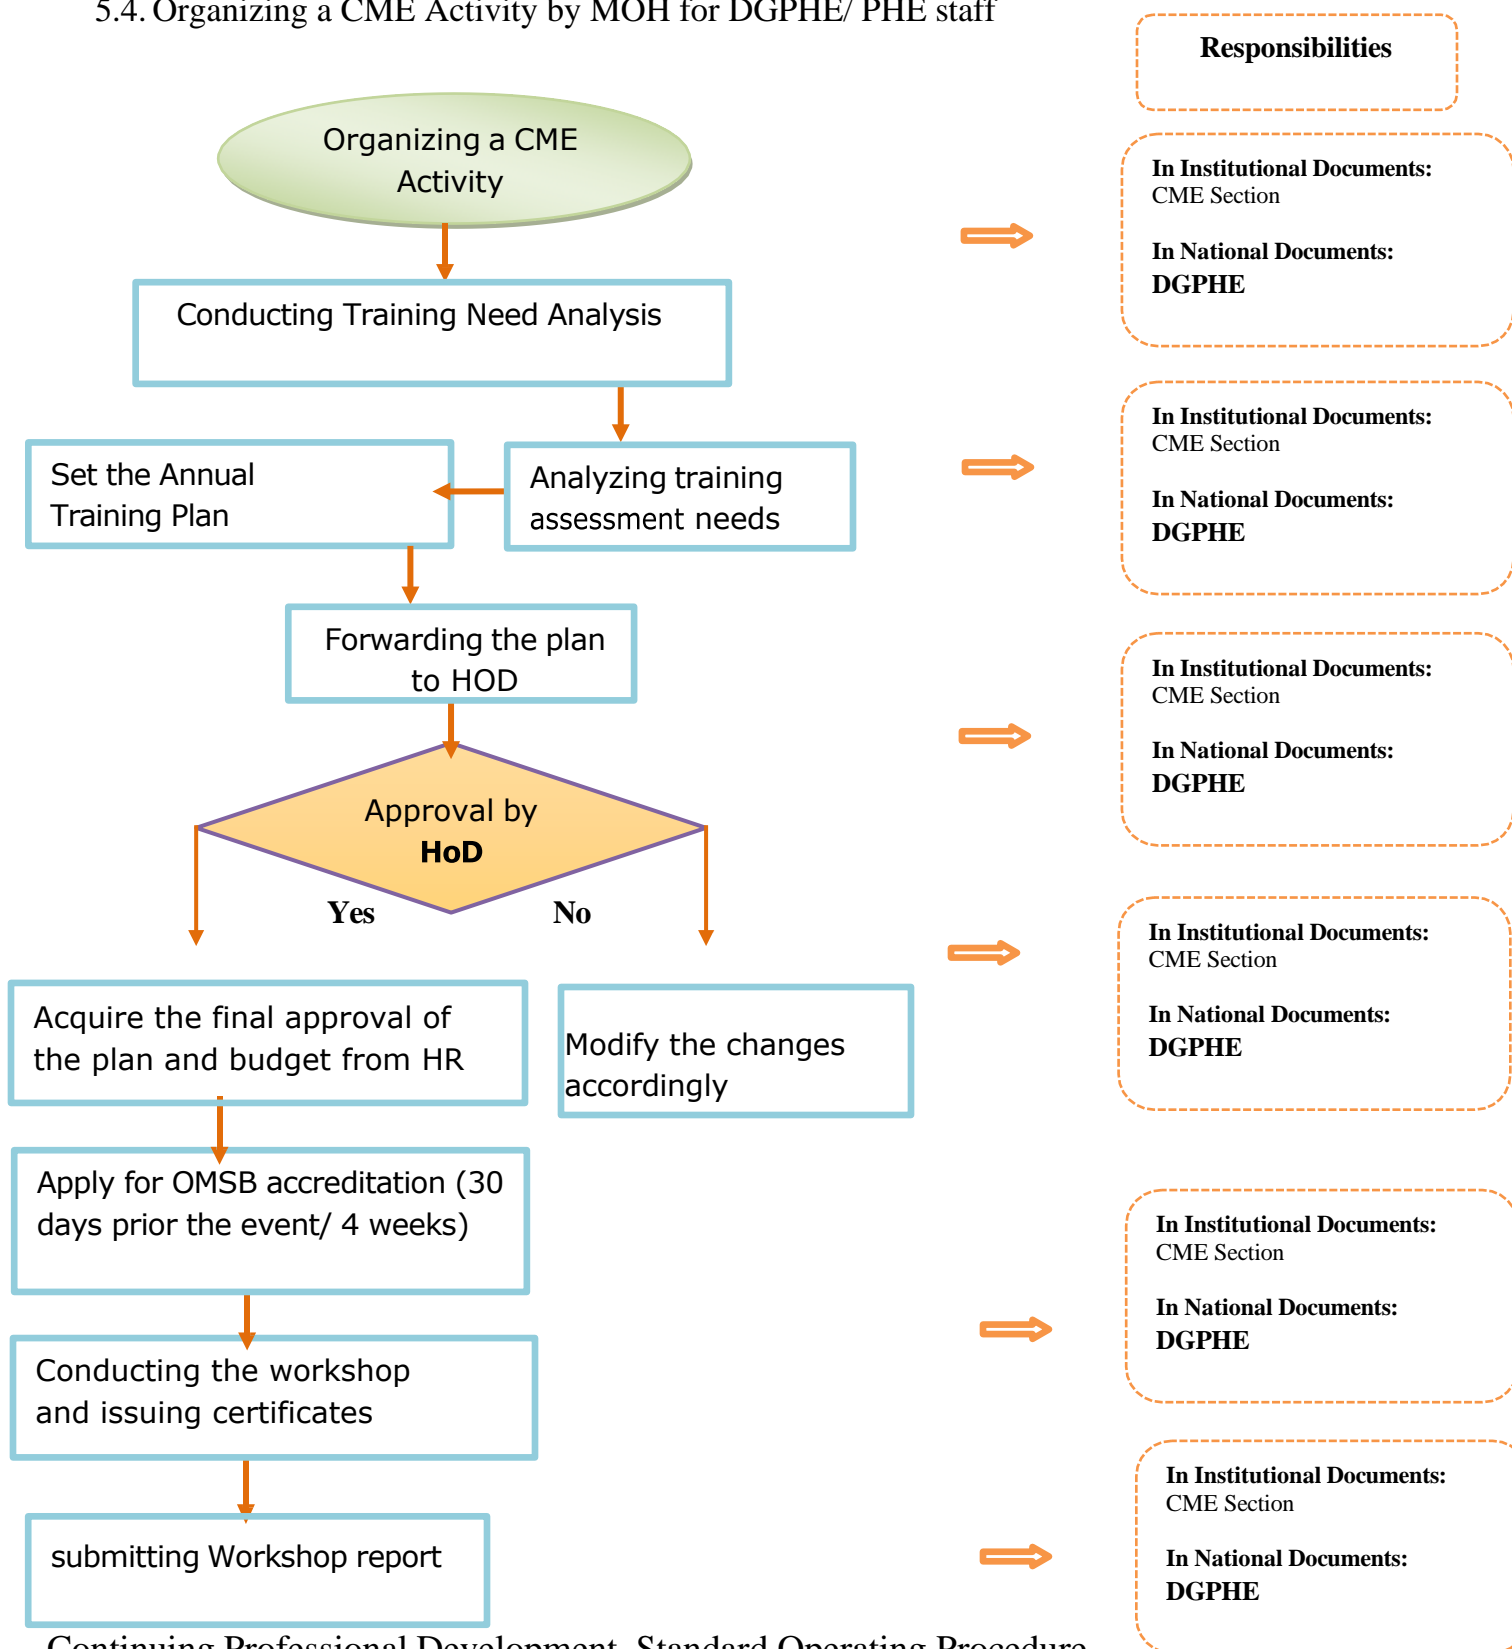 5.4. Organizing a CME Activity by MOH for DGPHE/ PHE staff
Responsibilities
Organizing a CME
Activity
In Institutional Documents:
CME Section
In National Documents:
DGPHE
Conducting Training Need Analysis
In Institutional Documents:
CME Section
In National Documents:
DGPHE
Set the Annual
Training Plan
Analyzing training
assessment needs
Forwarding the plan
to HOD
In Institutional Documents:
CME Section
In National Documents:
DGPHE
Approval by
HoD
Yes
No
In Institutional Documents:
CME Section
In National Documents:
DGPHE
Acquire the final approval of
the plan and budget from HR
Modify the changes
accordingly
Apply for OMSB accreditation (30
days prior the event/ 4 weeks)
In Institutional Documents:
CME Section
In National Documents:
DGPHE
Conducting the workshop
and issuing certificates
In Institutional Documents:
CME Section
In National Documents:
DGPHE
submitting Workshop report
Continuing Professional Development Standard Operating Procedure